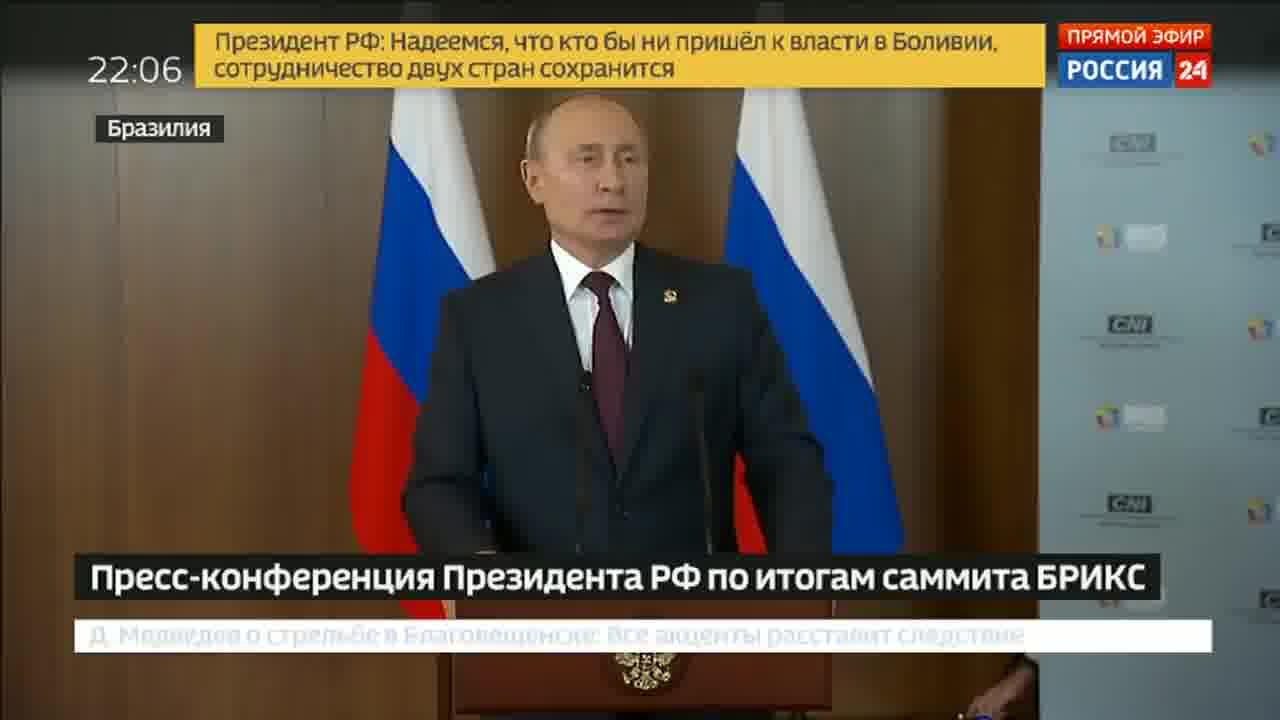 22:06
Президент РФ: Надеемся, что кто бы ни пришёл к власти в Боливии,
сотрудничество двух стран сохранится
ПРЯМОЙ ЭФИР
РОССИЯ 24
Бразилия
CNI
CNI
CNI
Пресс-конференция Президента РФ по итогам саммита БРИКС
Д. Медведев о стрельбе в Благовещенске: Все акценты расставит следствие